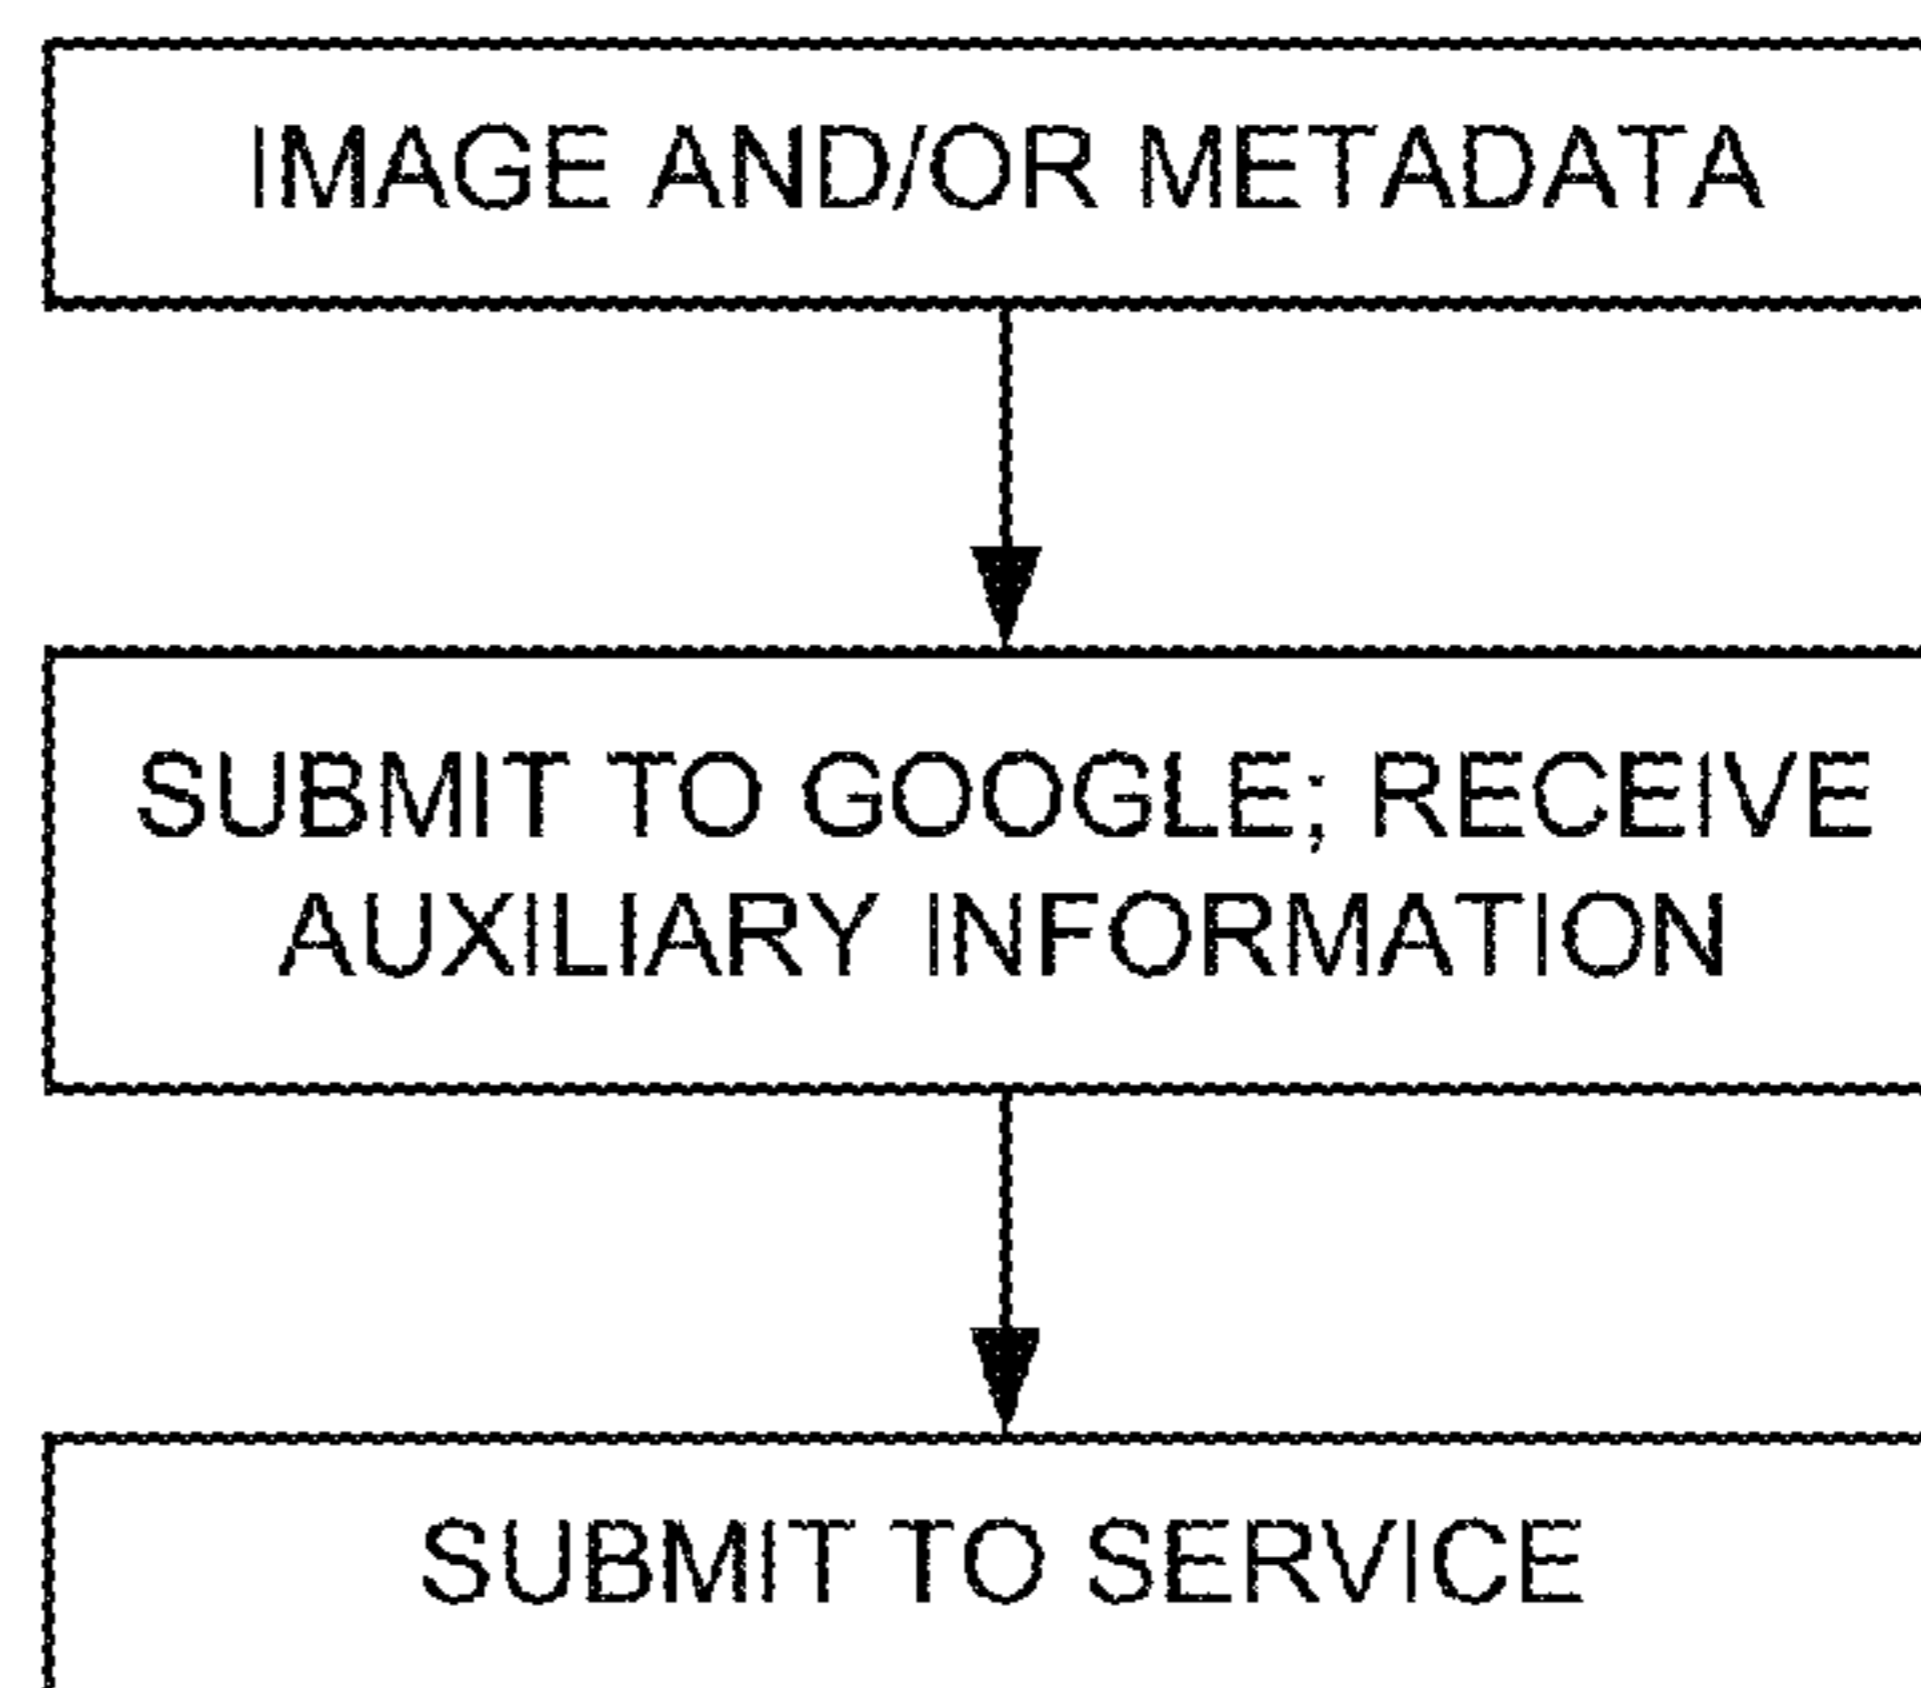 IMAGE AND/OR METADATA
SUBMIT TO GOOGLE; RECEIVE
AUXILIARY INFORMATION
SUBMIT TO SERVICE